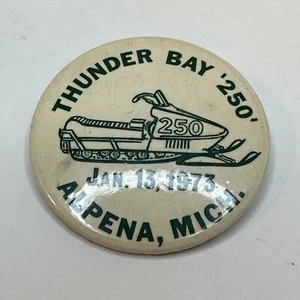 THUNDER BAY '250'
250
JAN. 13, 1973
ALPENA, MICH.